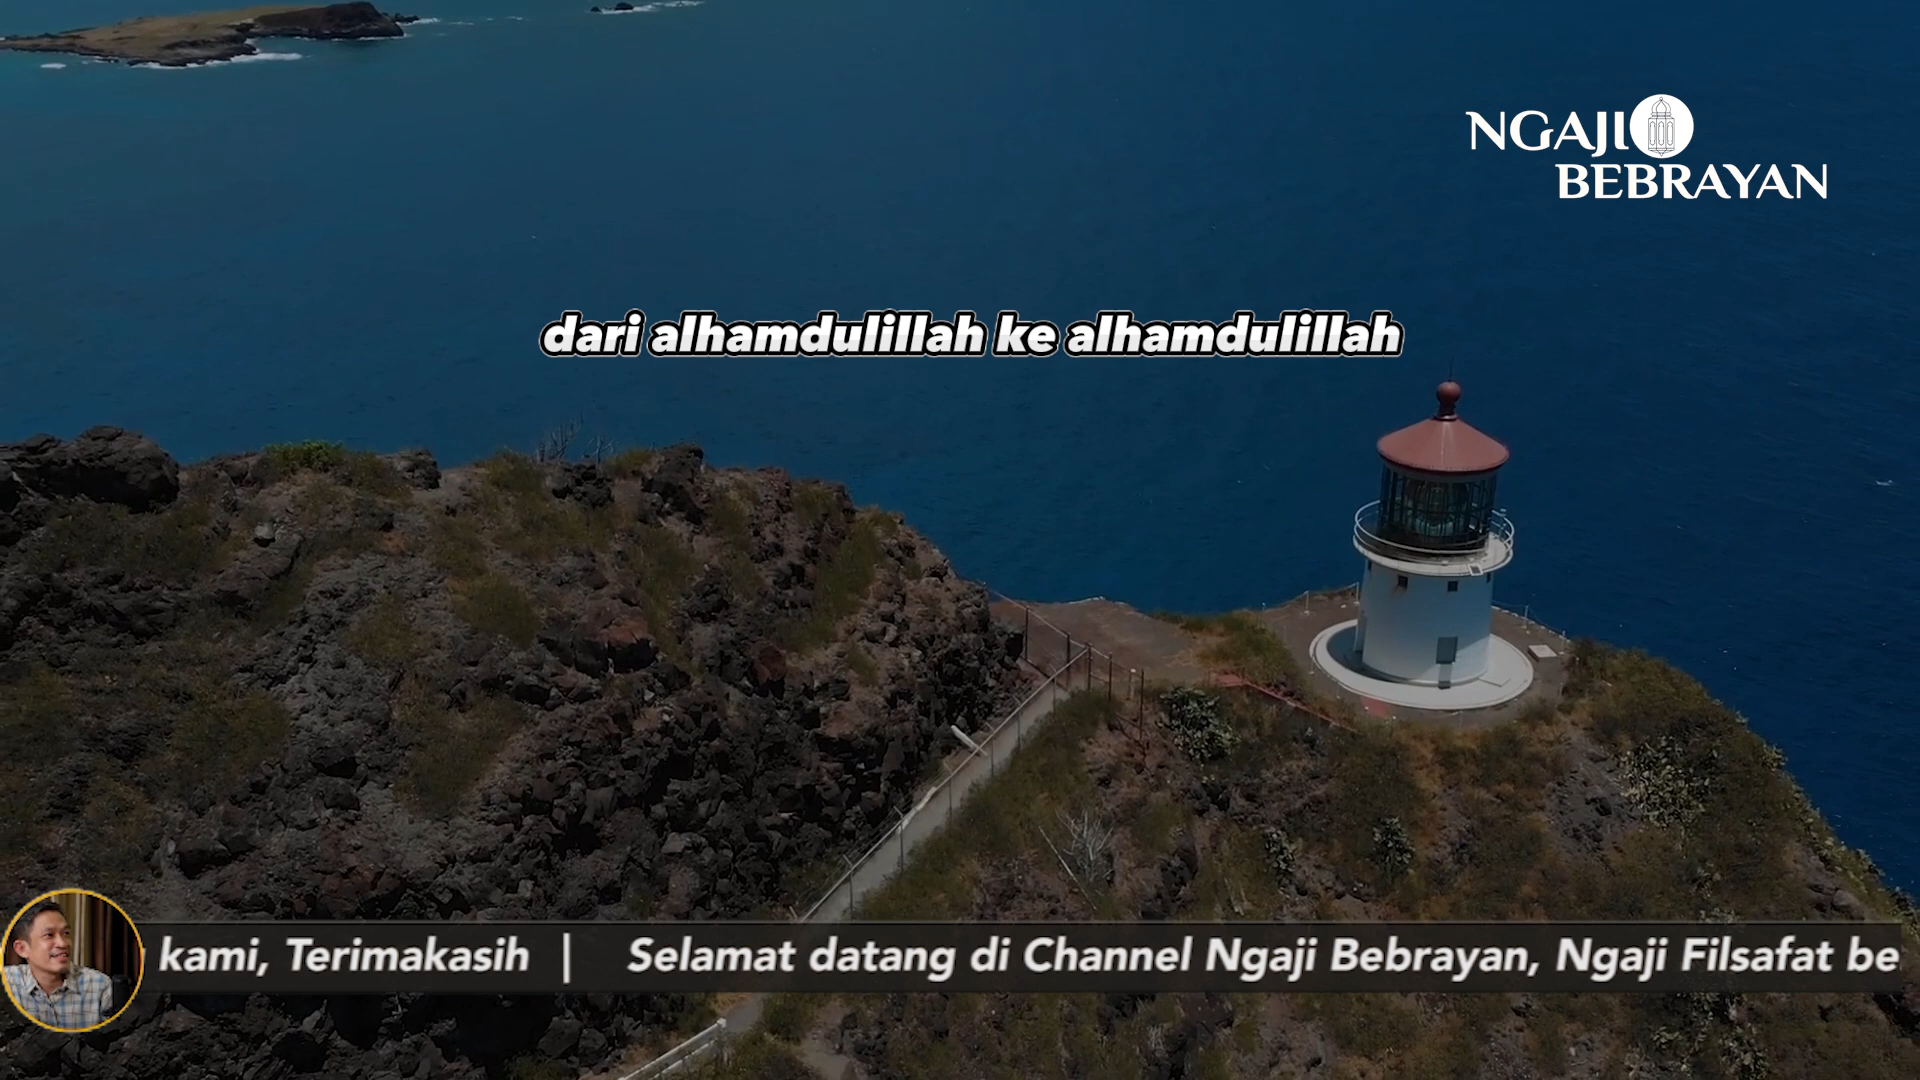 NGAJI
BEBRAYAN
dari alhamdulillah ke alhamdulillah
kami, Terimakasih | Selamat datang di Channel Ngaji Bebrayan, Ngaji Filsafat be